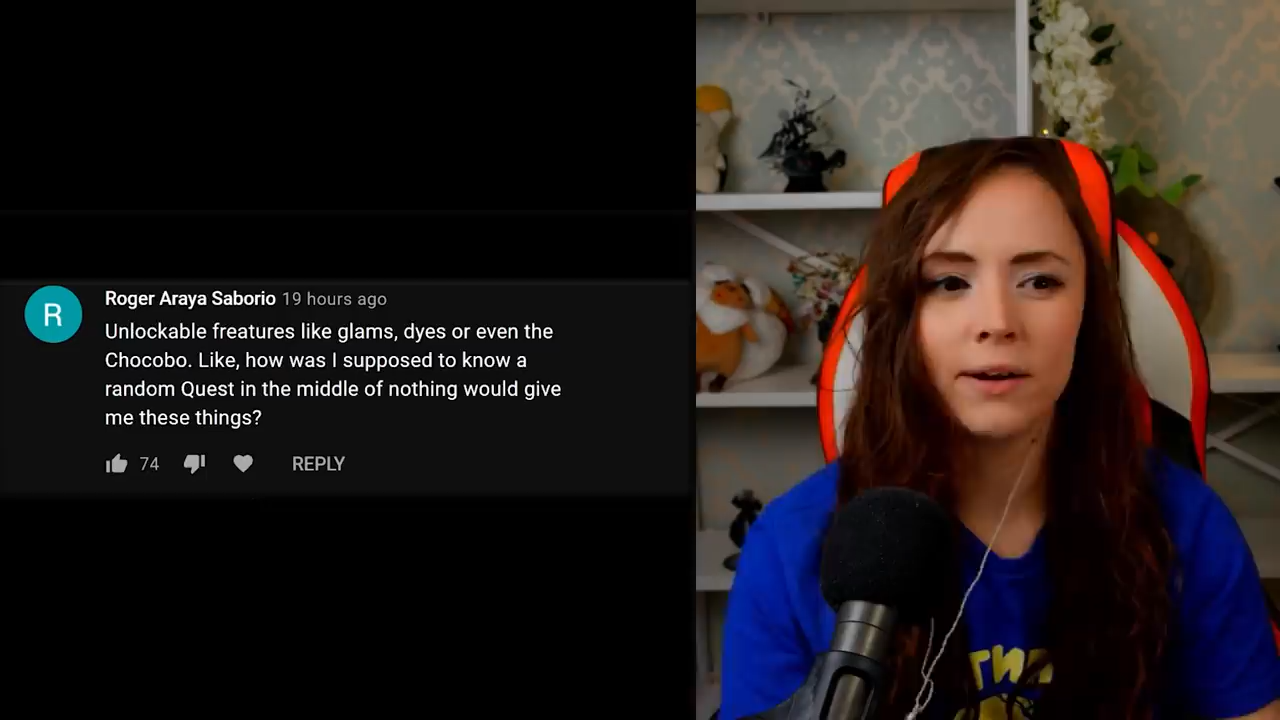 R
Roger Araya Saborio 19 hours ago
Unlockable freatures like glams, dyes or even the
Chocobo. Like, how was I supposed to know a
random Quest in the middle of nothing would give
me these things?
74 REPLY